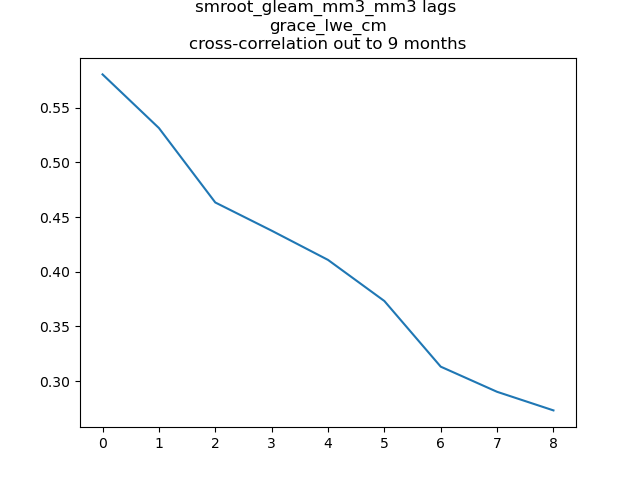 smroot_gleam_mm3_mm3 lags
grace_lwe_cm
cross-correlation out to 9 months
0.55
0.50
0.45
0.40
0.35
0.30
0 1 2 3 4 5 6 7 8